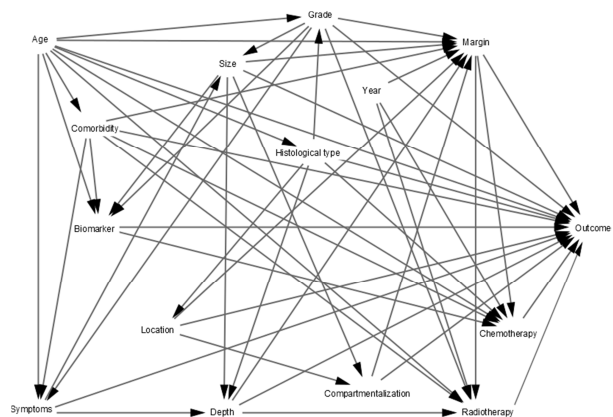 Grade
Age
Margin
Size
Year
Comorbidity
Histological type
Biomarker
Outcome
Location
Chemotherapy
Compartmentalization
Symptoms
Depth
Radiotherapy